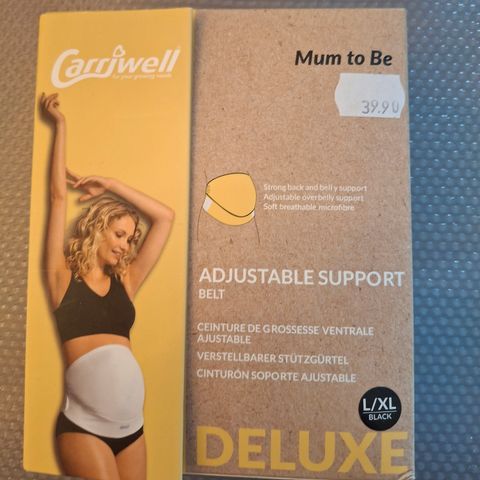 Carriwell
for your growing needs
Mum to Be
39.90
Strong back and belly support
Adjustable overbelly support
Soft breathable microfibre
ADJUSTABLE SUPPORT
BELT
CEINTURE DE GROSSESSE VENTRALE
AJUSTABLE
VERSTELLBARER STÜTZGÜRTEL
CINTURÓN SOPORTE AJUSTABLE
L/XL
BLACK
DELUXE